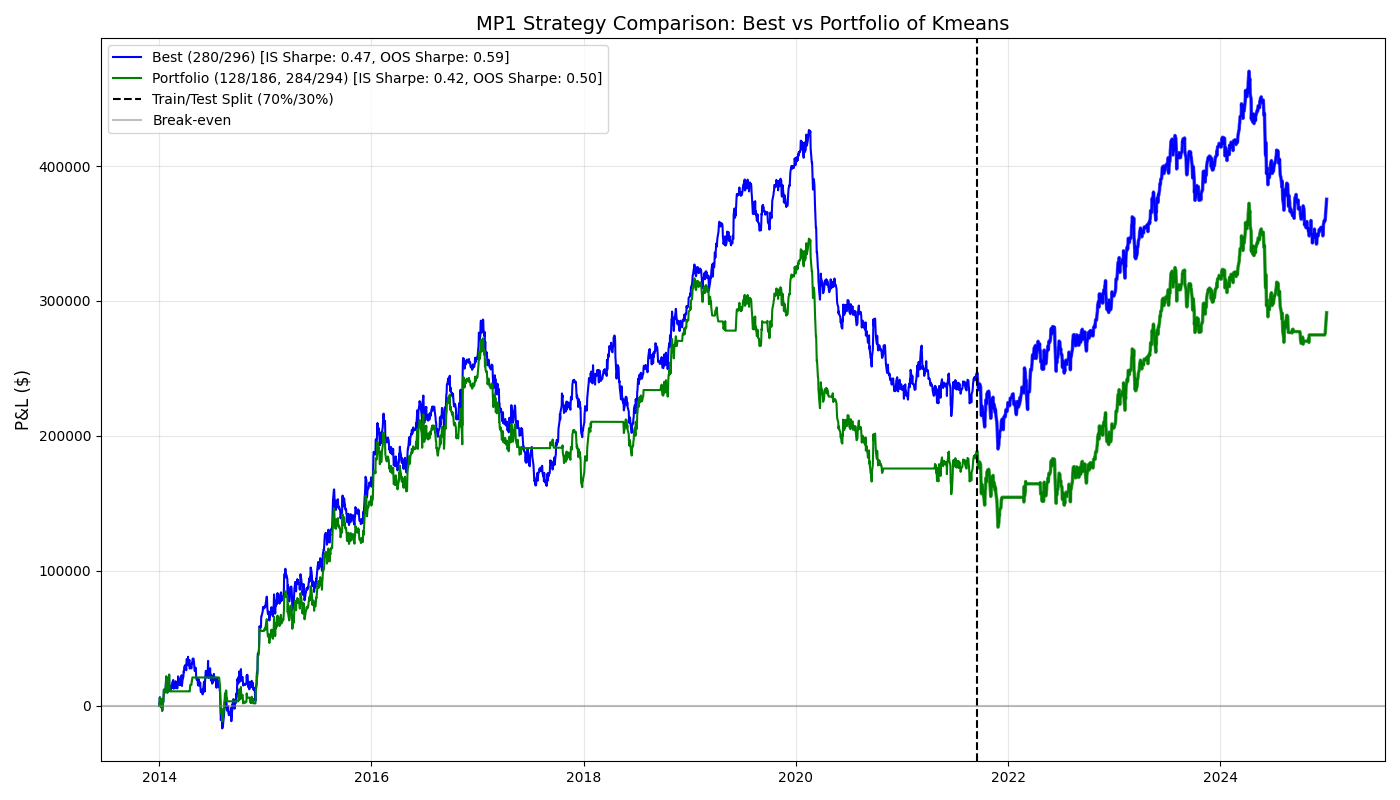 MP1 Strategy Comparison: Best vs Portfolio of Kmeans
Best (280/296) [IS Sharpe: 0.47, OOS Sharpe: 0.59]
Portfolio (128/186, 284/294) [IS Sharpe: 0.42, OOS Sharpe: 0.50]
Train/Test Split (70%/30%)
Break-even
P&L ($)
400000
300000
200000
100000
0
2014
2016
2018
2020
2022
2024